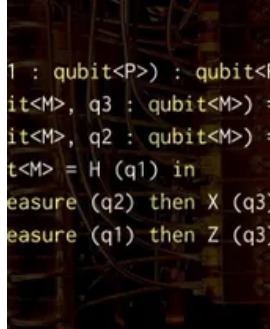 1 : qubit<P>) : qubit<
it<M>, q3 : qubit<M>) =
it<M>, q2 : qubit<M>) =
t<M> = H (q1) in
easure (q2) then X (q3)
easure (q1) then Z (q3)